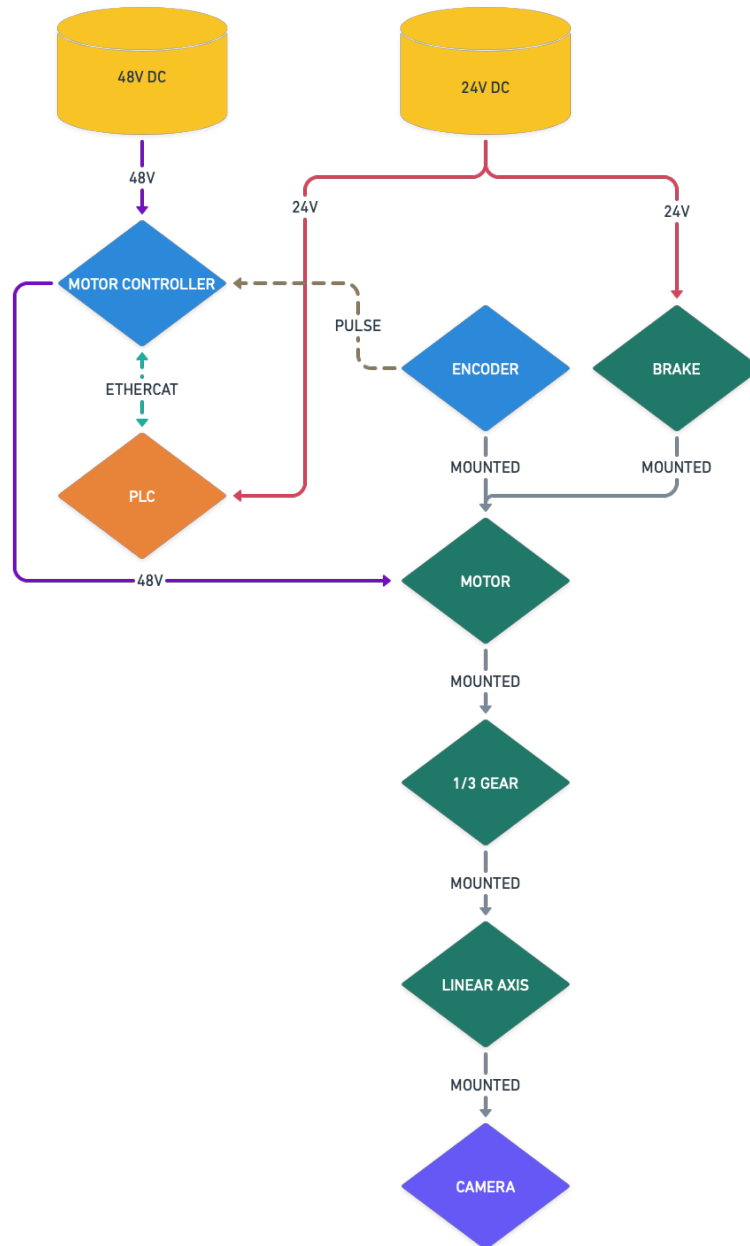 48V DC
24V DC
48V
24V
24V
MOTOR CONTROLLER
PULSE
ENCODER
BRAKE
ETHERCAT
MOUNTED
MOUNTED
PLC
48V
MOTOR
MOUNTED
1/3 GEAR
MOUNTED
LINEAR AXIS
MOUNTED
CAMERA